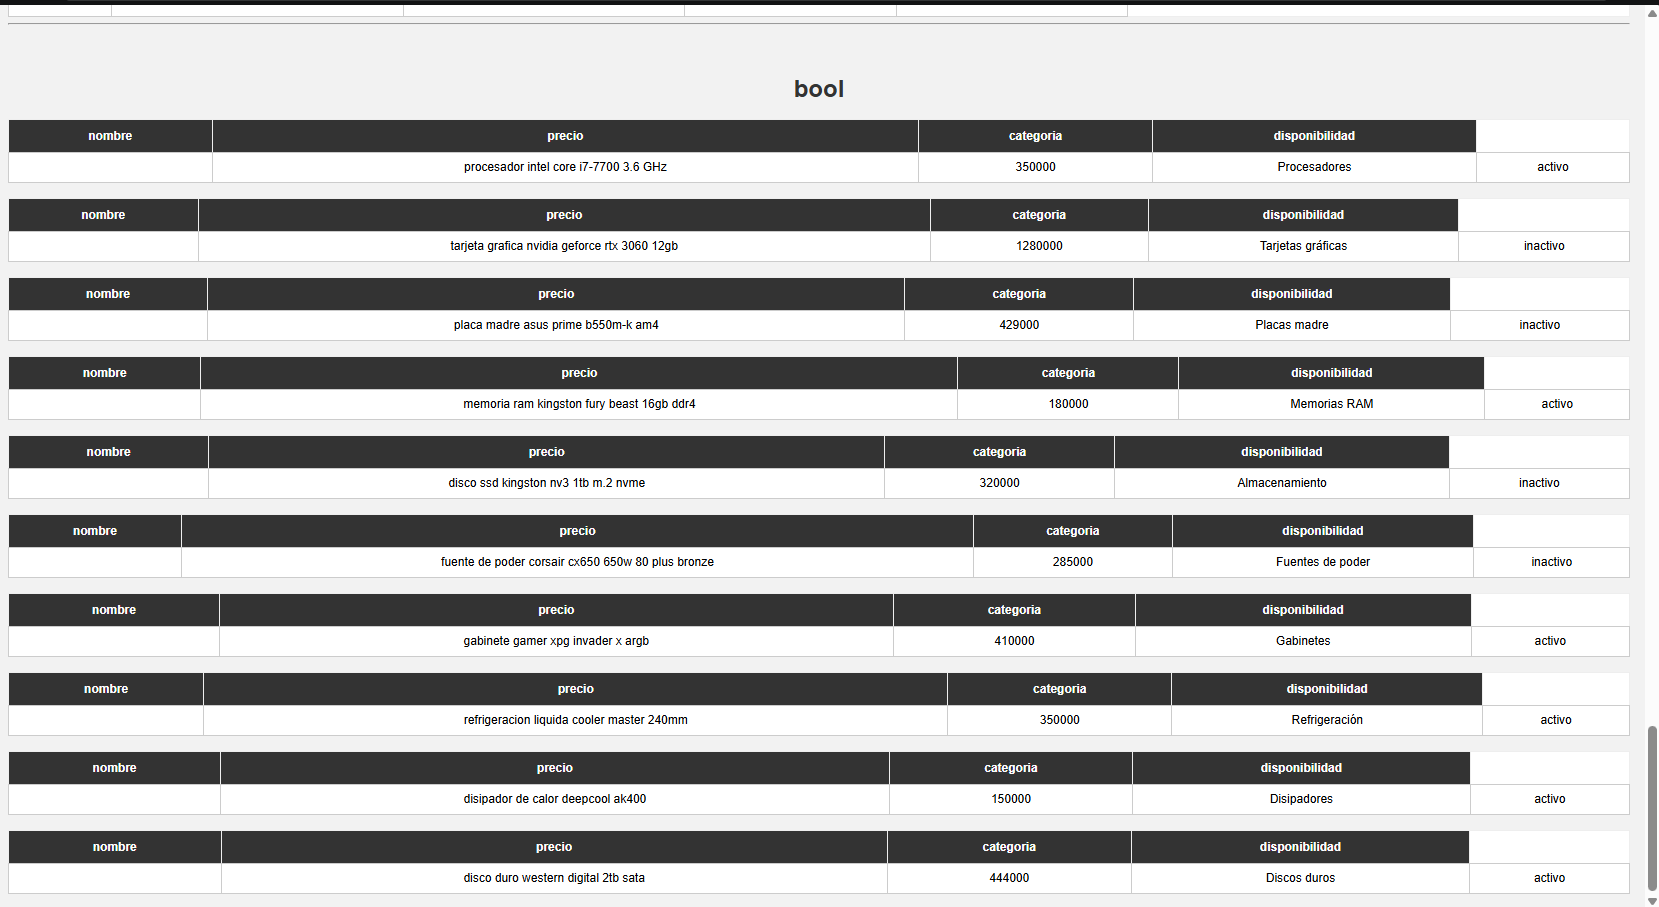 bool
nombre precio categoria disponibilidad
procesador intel core i7-7700 3.6 GHz 350000 Procesadores activo
nombre precio categoria disponibilidad
tarjeta grafica nvidia geforce rtx 3060 12gb 1280000 Tarjetas gráficas inactivo
nombre precio categoria disponibilidad
placa madre asus prime b550m-k am4 429000 Placas madre inactivo
nombre precio categoria disponibilidad
memoria ram kingston fury beast 16gb ddr4 180000 Memorias RAM activo
nombre precio categoria disponibilidad
disco ssd kingston nv3 1tb m.2 nvme 320000 Almacenamiento inactivo
nombre precio categoria disponibilidad
fuente de poder corsair cx650 650w 80 plus bronze 285000 Fuentes de poder inactivo
nombre precio categoria disponibilidad
gabinete gamer xpg invader x argb 410000 Gabinetes activo
nombre precio categoria disponibilidad
refrigeracion liquida cooler master 240mm 350000 Refrigeración activo
nombre precio categoria disponibilidad
disipador de calor deepcool ak400 150000 Disipadores activo
nombre precio categoria disponibilidad
disco duro western digital 2tb sata 444000 Discos duros activo